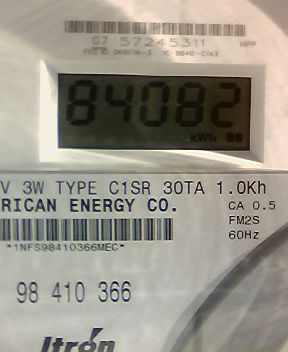 07 57245311 HPP
84082
kWh
V 3W TYPE C1SR 30TA 1.0Kh
RICAN ENERGY CO. CA 0.5
FM2S
60Hz
*1NFS98410366MEC*
98 410 366
Itron